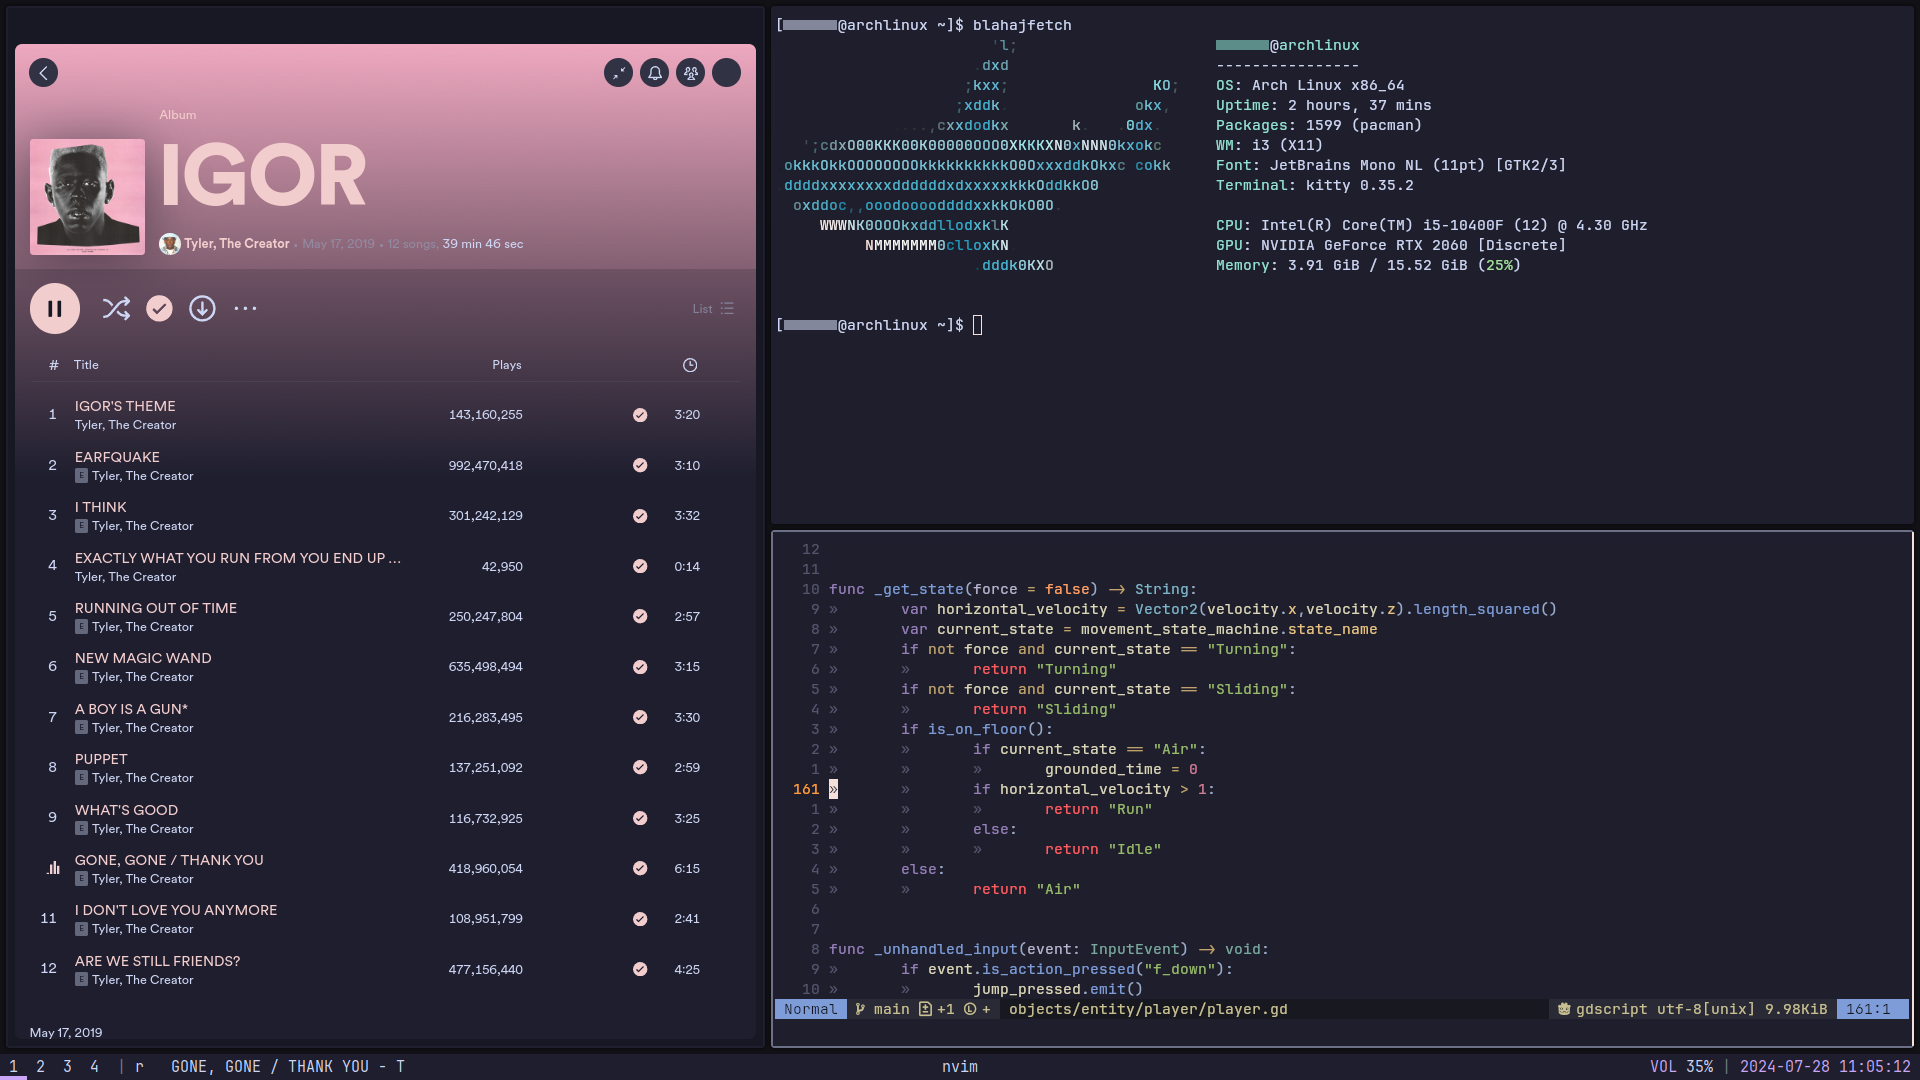 Album
IGOR
Tyler, The Creator • May 17, 2019 • 12 songs, 39 min 46 sec
List
# Title Plays
1 IGOR'S THEME 143,160,255 3:20
Tyler, The Creator
2 EARFQUAKE 992,470,418 3:10
E Tyler, The Creator
3 I THINK 301,242,129 3:32
E Tyler, The Creator
4 EXACTLY WHAT YOU RUN FROM YOU END UP ... 42,950 0:14
Tyler, The Creator
5 RUNNING OUT OF TIME 250,247,804 2:57
E Tyler, The Creator
6 NEW MAGIC WAND 635,498,494 3:15
E Tyler, The Creator
7 A BOY IS A GUN* 216,283,495 3:30
E Tyler, The Creator
8 PUPPET 137,251,092 2:59
E Tyler, The Creator
9 WHAT'S GOOD 116,732,925 3:25
E Tyler, The Creator
GONE, GONE / THANK YOU 418,960,054 6:15
E Tyler, The Creator
11 I DON'T LOVE YOU ANYMORE 108,951,799 2:41
E Tyler, The Creator
12 ARE WE STILL FRIENDS? 477,156,440 4:25
E Tyler, The Creator
May 17, 2019
[@archlinux ~]$ blahajfetch
'l;
.dxd
;kxx; KO;
;xddk. okx,
...,cxxdodkx k. .0dx.
';cdxO00KKK00K00000OOO0XKKKXN0xNNN0kxokc
okkkOkkOOOOOOOOkkkkkkkkkkO0OOxxxddkOkxc cokk
.ddddxxxxxxxxddddddxdxxxxxkkkOddkkOO
oxddoc,,ooodoooodddddxxkkOkO0O.
WWWNK0OOOkxddllodxklK
NMMMMMMM0clloxKN
.dddk0KXO
@archlinux
----------------
OS: Arch Linux x86_64
Uptime: 2 hours, 37 mins
Packages: 1599 (pacman)
WM: i3 (X11)
Font: JetBrains Mono NL (11pt) [GTK2/3]
Terminal: kitty 0.35.2
CPU: Intel(R) Core(TM) i5-10400F (12) @ 4.30 GHz
GPU: NVIDIA GeForce RTX 2060 [Discrete]
Memory: 3.91 GiB / 15.52 GiB (25%)
[@archlinux ~]$
12
11
10 func _get_state(force = false) -> String:
9 » var horizontal_velocity = Vector2(velocity.x,velocity.z).length_squared()
8 » var current_state = movement_state_machine.state_name
7 » if not force and current_state == "Turning":
6 » » return "Turning"
5 » if not force and current_state == "Sliding":
4 » » return "Sliding"
3 » if is_on_floor():
2 » » if current_state == "Air":
1 » » » grounded_time = 0
161 » » if horizontal_velocity > 1:
1 » » » return "Run"
2 » » else:
3 » » » return "Idle"
4 » else:
5 » » return "Air"
6
7
8 func _unhandled_input(event: InputEvent) -> void:
9 » if event.is_action_pressed("f_down"):
10 » » jump_pressed.emit()
Normal main +1 + objects/entity/player/player.gd gdscript utf-8[unix] 9.98KiB 161:1
1 2 3 4 | r GONE, GONE / THANK YOU - T nvim VOL 35% | 2024-07-28 11:05:12